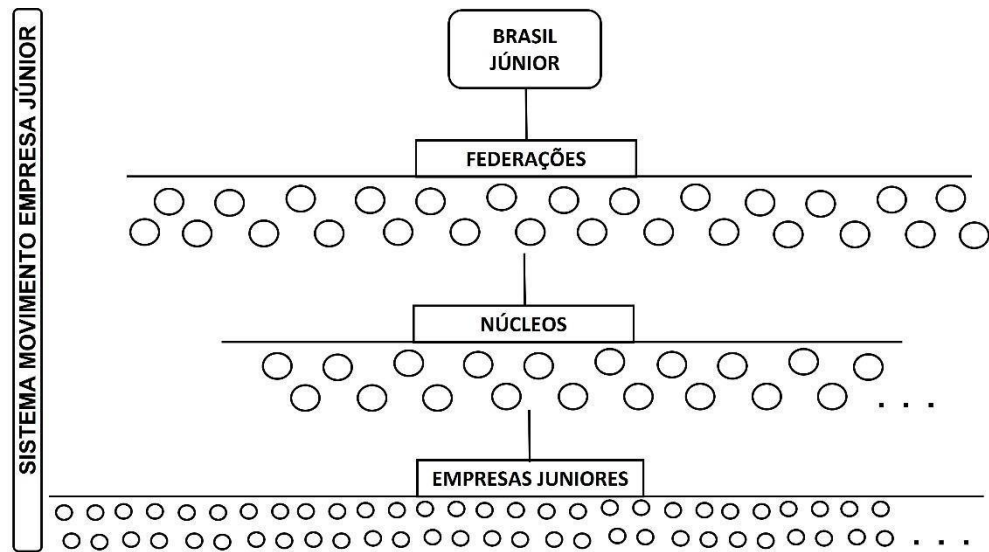 SISTEMA MOVIMENTO EMPRESA JÚNIOR
BRASIL
JÚNIOR
FEDERAÇÕES
NÚCLEOS
. . .
EMPRESAS JUNIORES
. . .